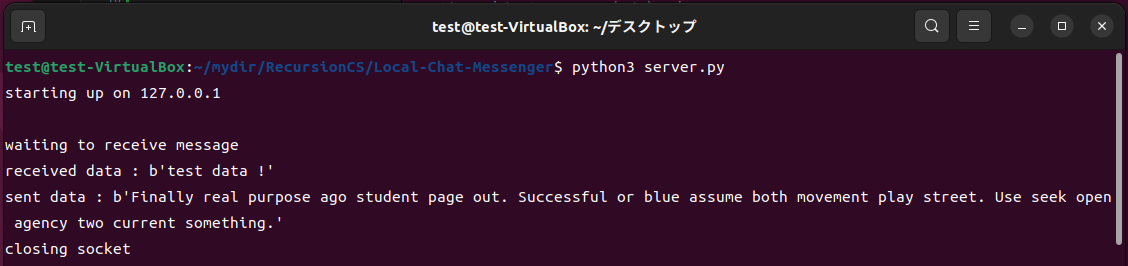 test@test-VirtualBox: ~/デスクトップ
test@test-VirtualBox:~/mydir/RecursionCS/Local-Chat-Messenger$ python3 server.py
starting up on 127.0.0.1
waiting to receive message
received data : b'test data !'
sent data : b'Finally real purpose ago student page out. Successful or blue assume both movement play street. Use seek open
 agency two current something.'
closing socket